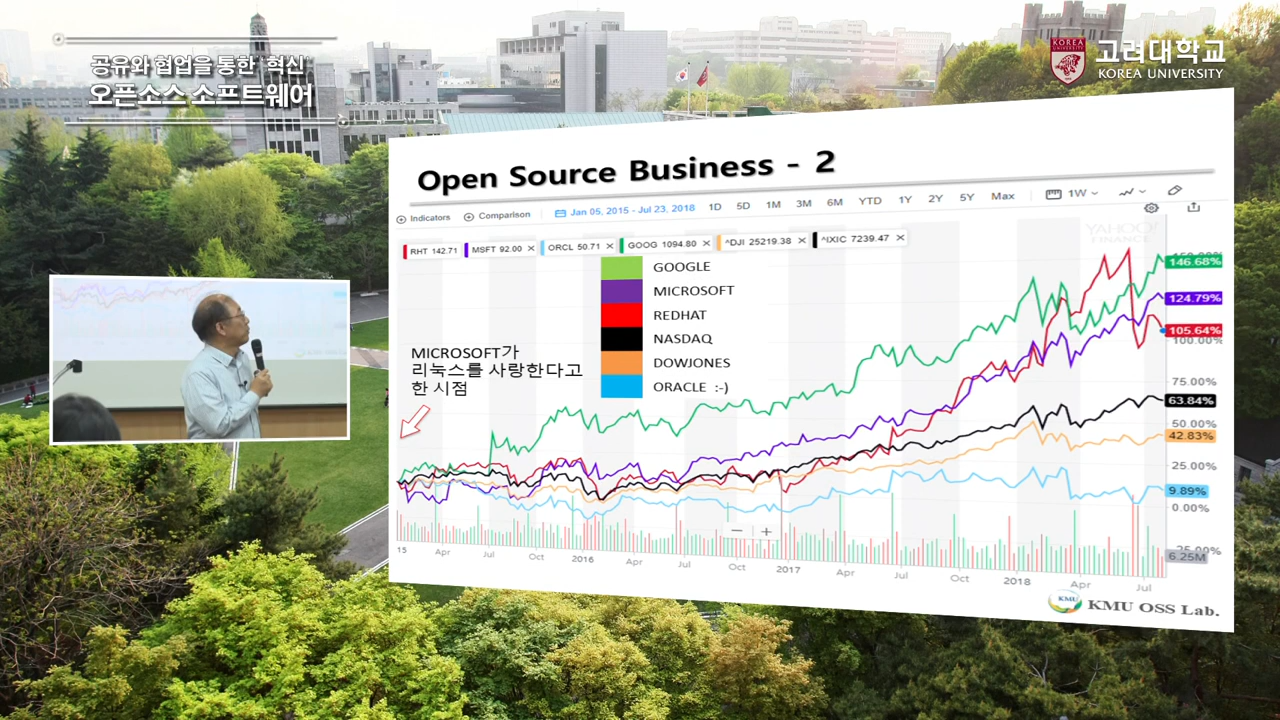 공유와 협업을 통한 혁신
오픈소스 소프트웨어
KOREA UNIVERSITY
고려대학교
KOREA UNIVERSITY
Open Source Business - 2
Indicators
Comparison
Jan 05, 2015 - Jul 23, 2018
1D 5D 1M 3M 6M YTD 1Y 2Y 5Y Max
1W
RHT 142.71
MSFT 92.00 ×
ORCL 50.71 ×
GOOG 1094.80 ×
^DJI 25219.38 ×
^IXIC 7239.47 ×
YAHOO!
FINANCE
GOOGLE
MICROSOFT
REDHAT
NASDAQ
DOWJONES
ORACLE :-)
MICROSOFT가
리눅스를 사랑한다고
한 시점
146.68%
124.79%
105.64%
100.00%
75.00%
63.84%
50.00%
42.83%
25.00%
9.89%
0.00%
6.25M
15 Apr Jul Oct 2016 Apr Jul Oct 2017 Apr Jul Oct 2018 Apr Jul
KMU
KMU OSS Lab.